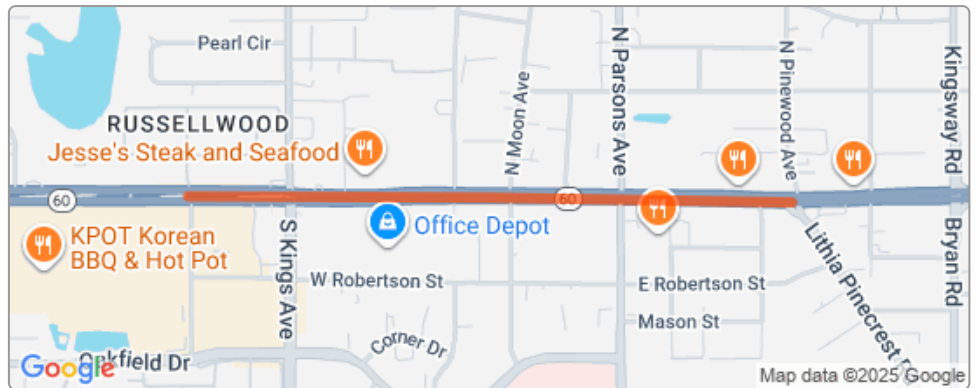 Pearl Cir
RUSSELLWOOD
Jesse's Steak and Seafood
N Moon Ave
N Parsons Ave
N Pinewood Ave
Kingsway Rd
60
60
Office Depot
KPOT Korean
BBQ & Hot Pot
S Kings Ave
W Robertson St
E Robertson St
Mason St
Lithia Pinecrest
Bryan Rd
Corner Dr
Oakfield Dr
Google
Map data ©2025 Google